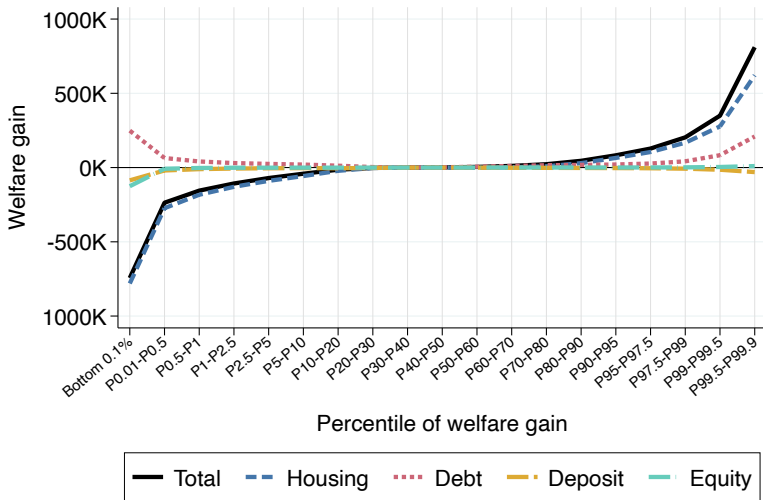 1000K
500K
0K
-500K
1000K
Welfare gain
Bottom 0.1%
P0.01-P0.5
P0.5-P1
P1-P2.5
P2.5-P5
P5-P10
P10-P20
P20-P30
P30-P40
P40-P50
P50-P60
P60-P70
P70-P80
P80-P90
P90-P95
P95-P97.5
P97.5-P99
P99-P99.5
P99.5-P99.9
Percentile of welfare gain
Total Housing Debt Deposit Equity